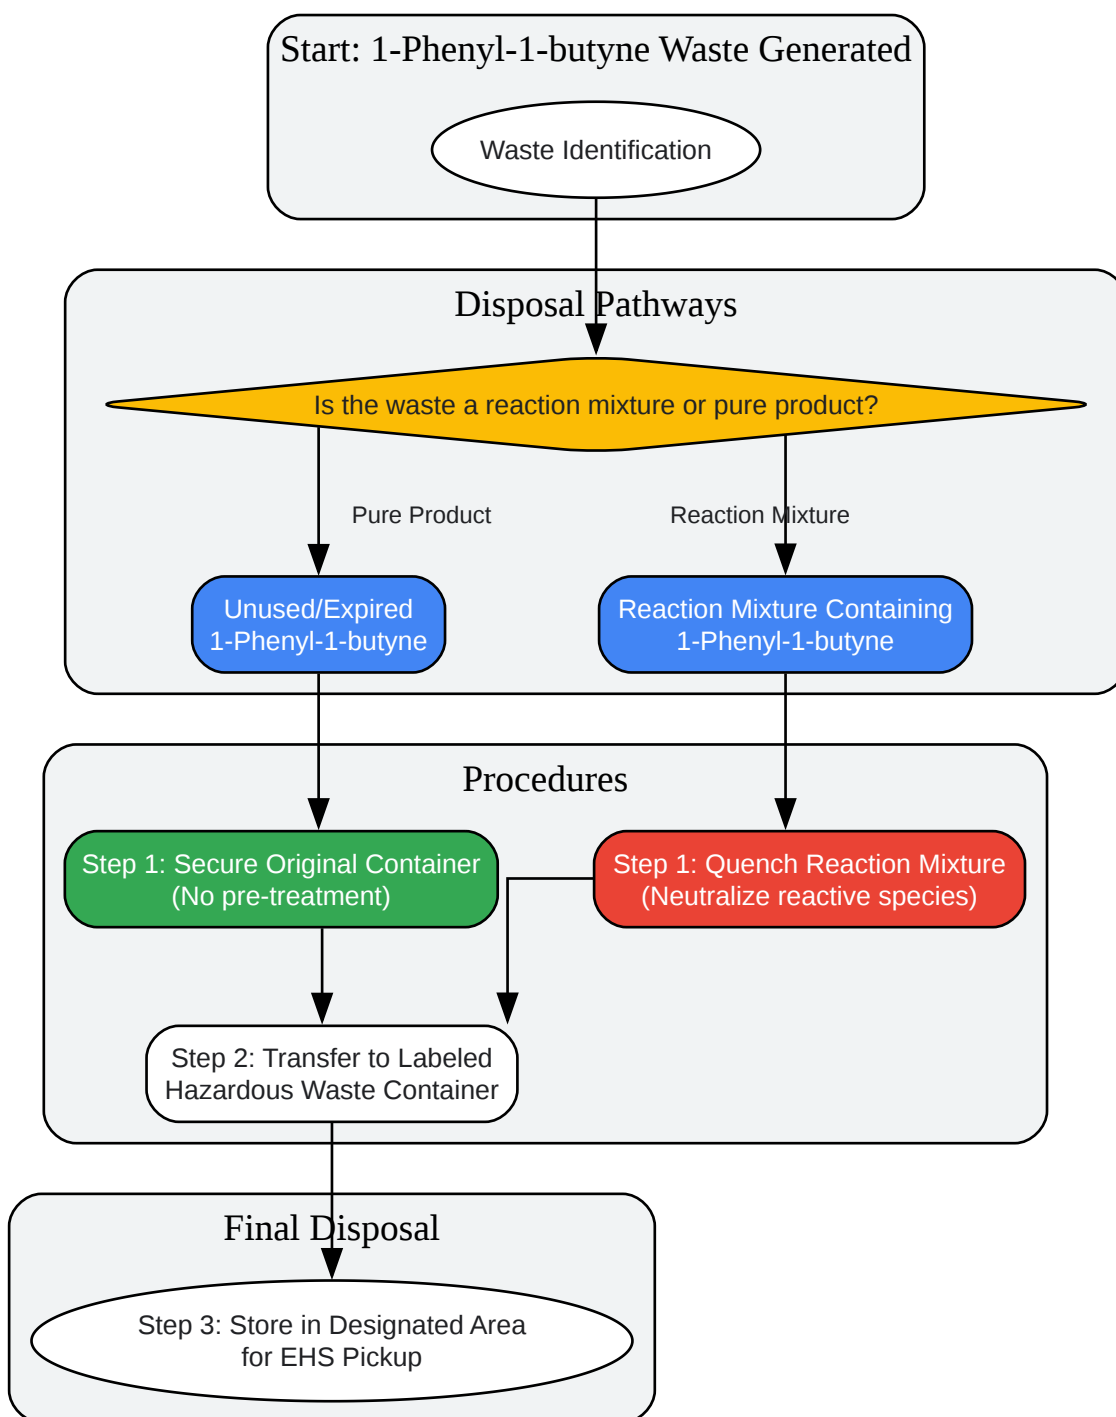 Start: 1-Phenyl-1-butyne Waste Generated
Waste Identification
Disposal Pathways
Is the waste a reaction mixture or pure product?
Pure Product
Reaction Mixture
Unused/Expired
1-Phenyl-1-butyne
Reaction Mixture Containing
1-Phenyl-1-butyne
Procedures
Step 1: Secure Original Container
(No pre-treatment)
Step 1: Quench Reaction Mixture
(Neutralize reactive species)
Step 2: Transfer to Labeled
Hazardous Waste Container
Final Disposal
Step 3: Store in Designated Area
for EHS Pickup